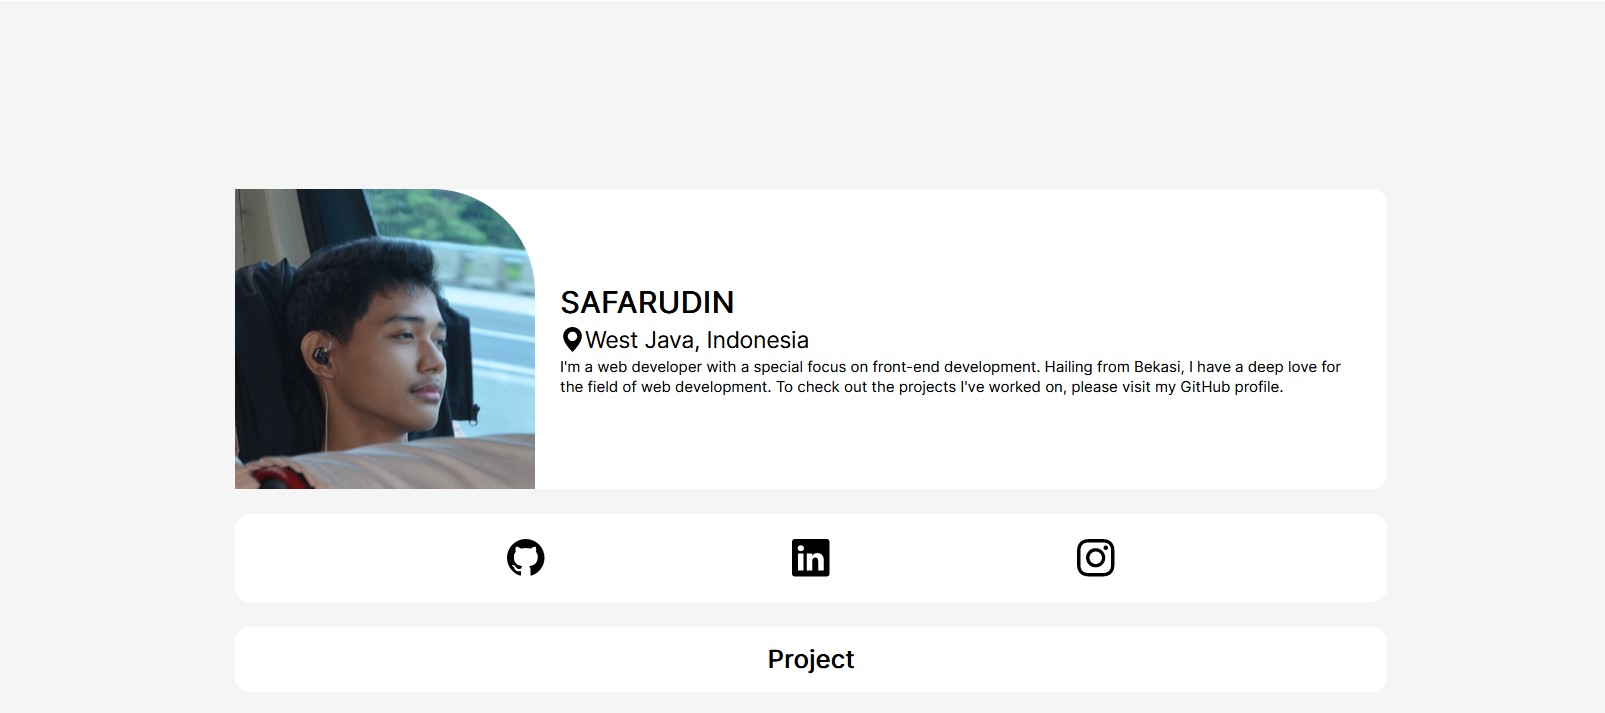 SAFARUDIN
West Java, Indonesia
I'm a web developer with a special focus on front-end development. Hailing from Bekasi, I have a deep love for
the field of web development. To check out the projects I've worked on, please visit my GitHub profile.
in
Project